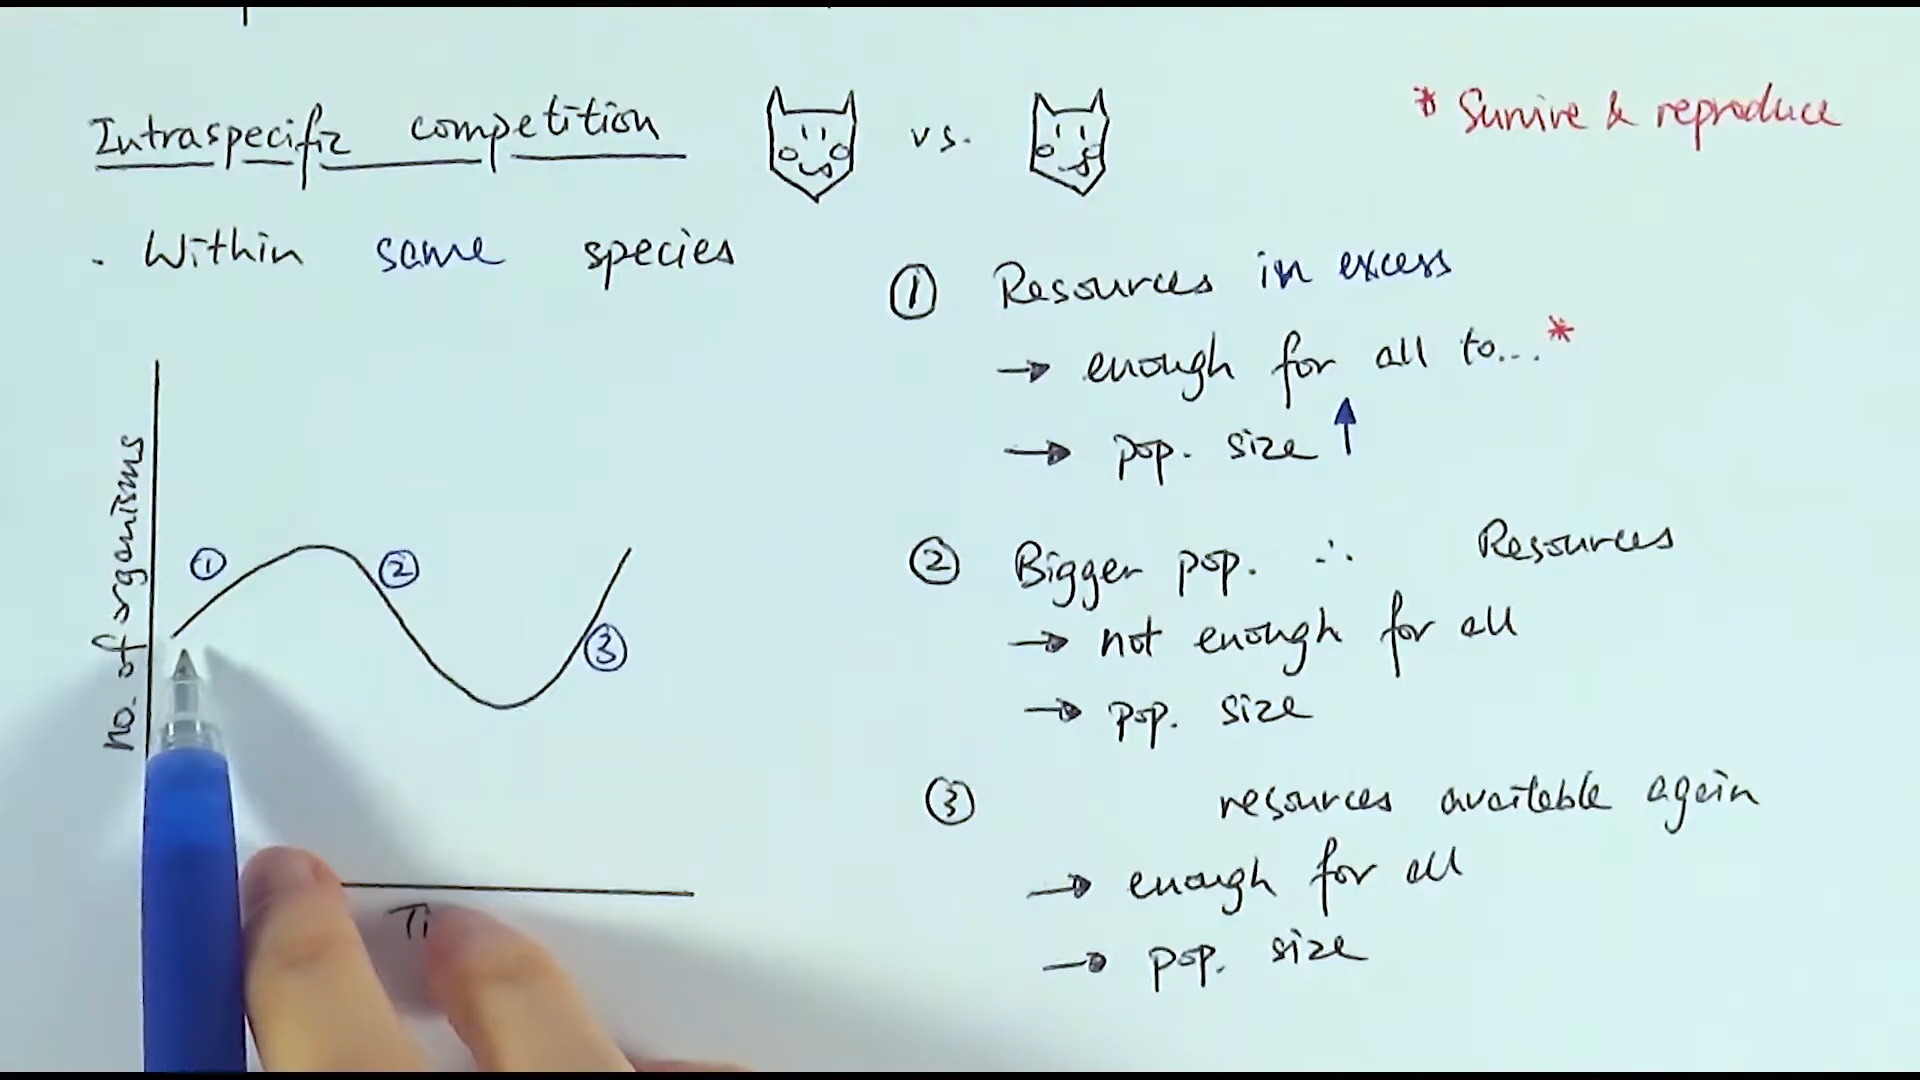 Intraspecific competition vs.
* Survive & reproduce
. Within same species
① Resources in excess
→ enough for all to...*
→ pop. size ↑
② Bigger pop. ∴ Resources
→ not enough for all
→ pop. size
③ resources available again
→ enough for all
→ pop. size
No. of organisms
① ② ③
Ti